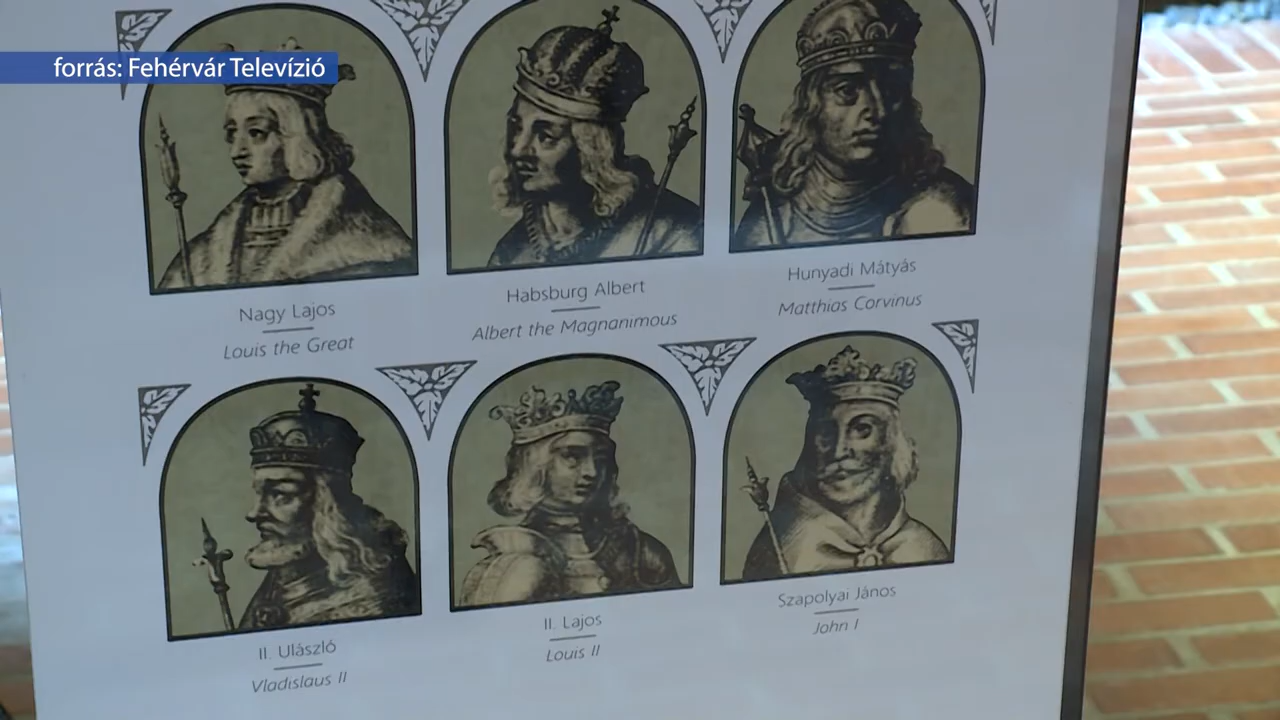 forrás: Fehérvár Televízió
Nagy Lajos
Louis the Great
Habsburg Albert
Albert the Magnanimous
Hunyadi Mátyás
Matthias Corvinus
II. Ulászló
Vladislaus II
II. Lajos
Louis II
Szapolyai János
John I